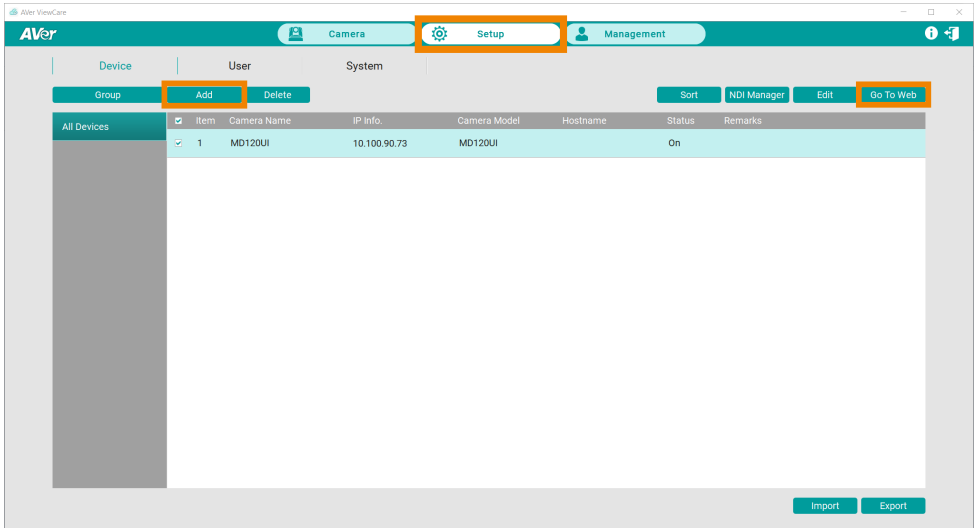 AVer ViewCare
AVer Camera Setup Management
Device User System
Group Add Delete Sort NDI Manager Edit Go To Web
All Devices
Item Camera Name IP Info. Camera Model Hostname Status Remarks
1 MD120UI 10.100.90.73 MD120UI On
Import Export